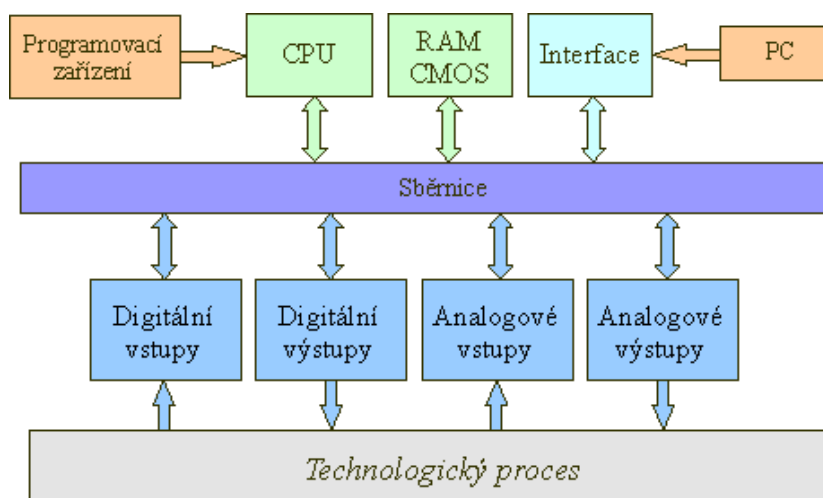 Programovací
zařízení
CPU
RAM
CMOS
Interface
PC
Sběrnice
Digitální
vstupy
Digitální
výstupy
Analogové
vstupy
Analogové
výstupy
Technologický proces